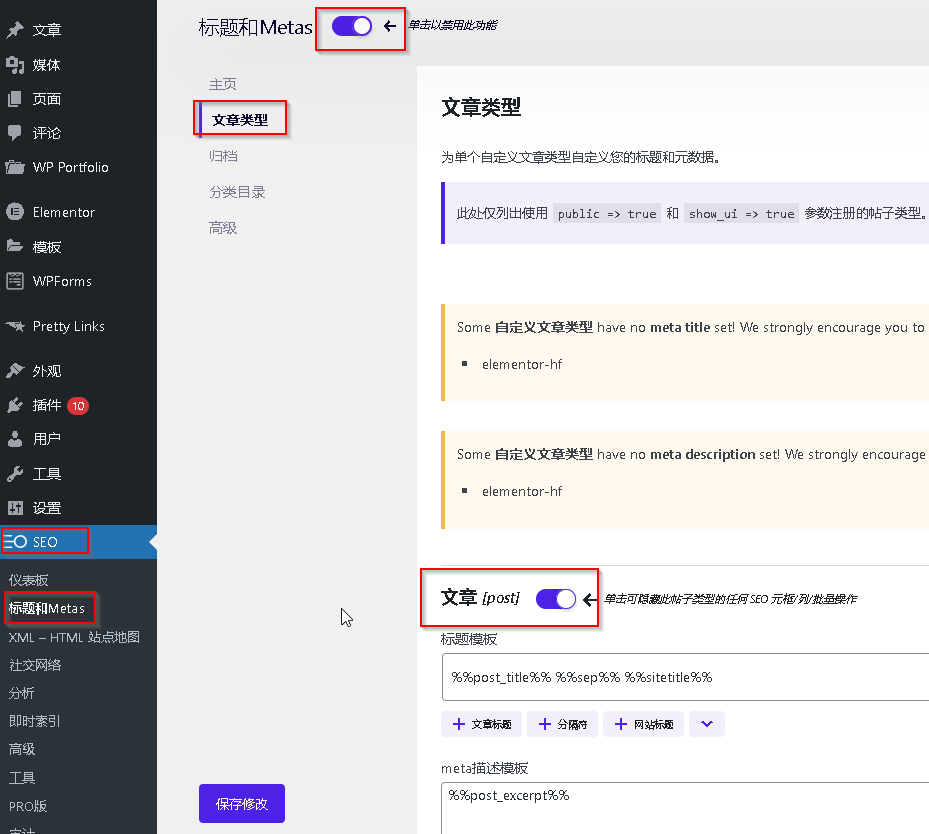 文章
媒体
页面
评论
WP Portfolio
Elementor
模板
WPForms
Pretty Links
外观
插件 10
用户
工具
设置
SEO
仪表板
标题和Metas
XML – HTML 站点地图
社交网络
分析
即时索引
高级
工具
PRO版
标题和Metas
单击以禁用此功能
主页
文章类型
归档
分类目录
高级
保存修改
文章类型
为单个自定义文章类型自定义您的标题和元数据。
此处仅列出使用 public => true 和 show_ui => true 参数注册的帖子类型。
Some 自定义文章类型 have no meta title set! We strongly encourage you to
elementor-hf
Some 自定义文章类型 have no meta description set! We strongly encourage
elementor-hf
文章 [post]
单击可隐藏此帖子类型的任何 SEO 元框/列/批量操作
标题模板
%%post_title%% %%sep%% %%sitetitle%%
+ 文章标题 + 分隔符 + 网站标题
meta描述模板
%%post_excerpt%%